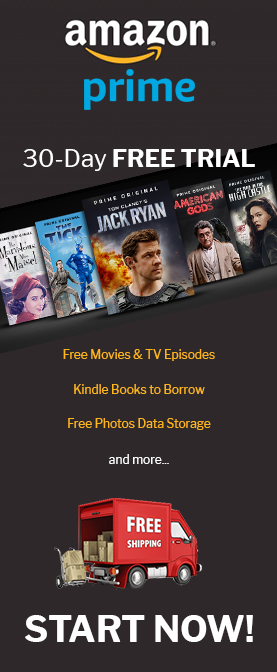 amazon
prime
30-Day FREE TRIAL
PRIME ORIGINAL
The
Marvelous
Mrs.
Maisel
PRIME ORIGINAL
THE
TICK
PRIME ORIGINAL
TOM CLANCY'S
JACK RYAN
PRIME ORIGINAL
AMERICAN
GODS
PRIME ORIGINAL
THE MAN IN THE
HIGH CASTLE
Free Movies & TV Episodes
Kindle Books to Borrow
Free Photos Data Storage
and more...
FREE
SHIPPING
START NOW!